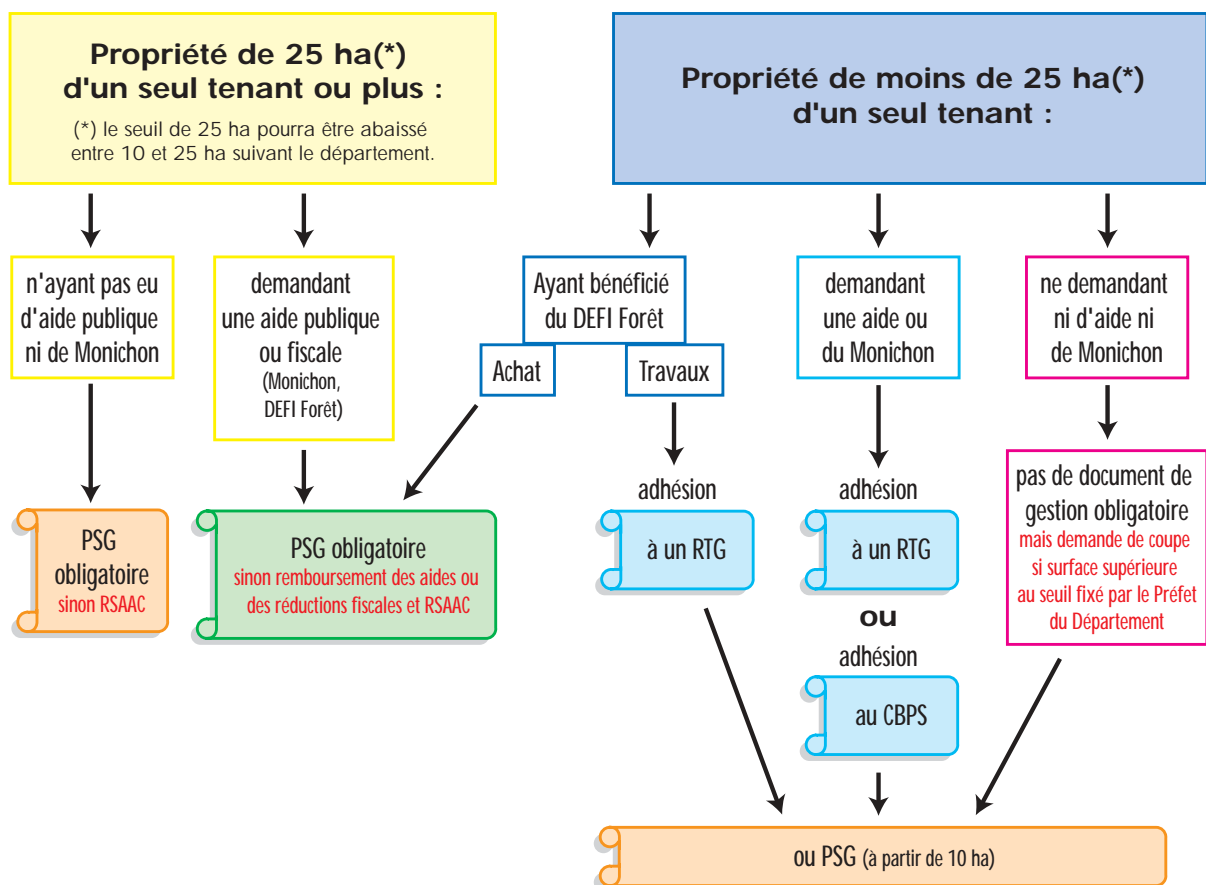 Propriété de 25 ha(*)
d'un seul tenant ou plus :
(*) le seuil de 25 ha pourra être abaissé
entre 10 et 25 ha suivant le département.
Propriété de moins de 25 ha(*)
d'un seul tenant :
n'ayant pas eu
d'aide publique
ni de Monichon
demandant
une aide publique
ou fiscale
(Monichon,
DEFI Forêt)
Ayant bénéficié
du DEFI Forêt
Achat
Travaux
demandant
une aide ou
du Monichon
ne demandant
ni d'aide ni
de Monichon
PSG
obligatoire
sinon RSAAC
PSG obligatoire
sinon remboursement des aides ou
des réductions fiscales et RSAAC
adhésion
à un RTG
adhésion
à un RTG
ou
adhésion
au CBPS
pas de document de
gestion obligatoire
mais demande de coupe
si surface supérieure
au seuil fixé par le Préfet
du Département
ou PSG (à partir de 10 ha)